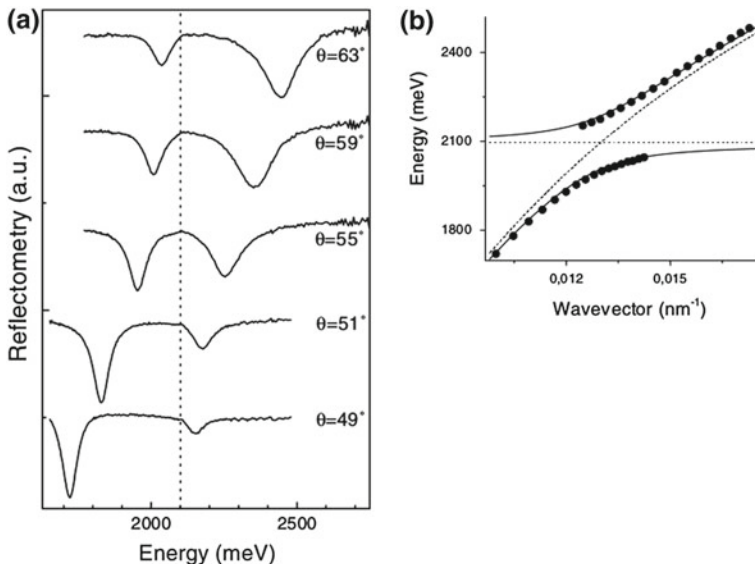 (a)
Reflectometry (a.u.)
θ=63°
θ=59°
θ=55°
θ=51°
θ=49°
2000 2500
Energy (meV)
(b)
Energy (meV)
2400
2100
1800
0,012 0,015
Wavevector (nm⁻¹)